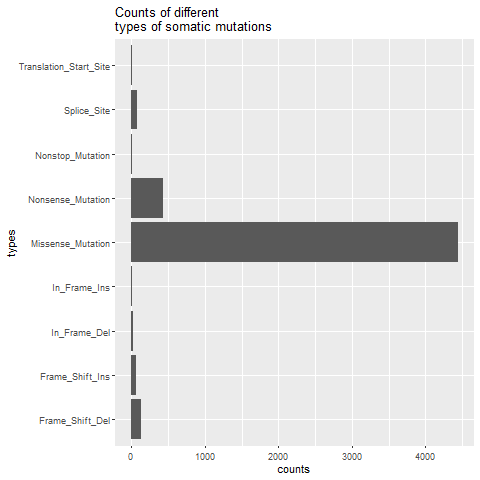 Counts of different
types of somatic mutations
types
Translation_Start_Site
Splice_Site
Nonstop_Mutation
Nonsense_Mutation
Missense_Mutation
In_Frame_Ins
In_Frame_Del
Frame_Shift_Ins
Frame_Shift_Del
0 1000 2000 3000 4000
counts